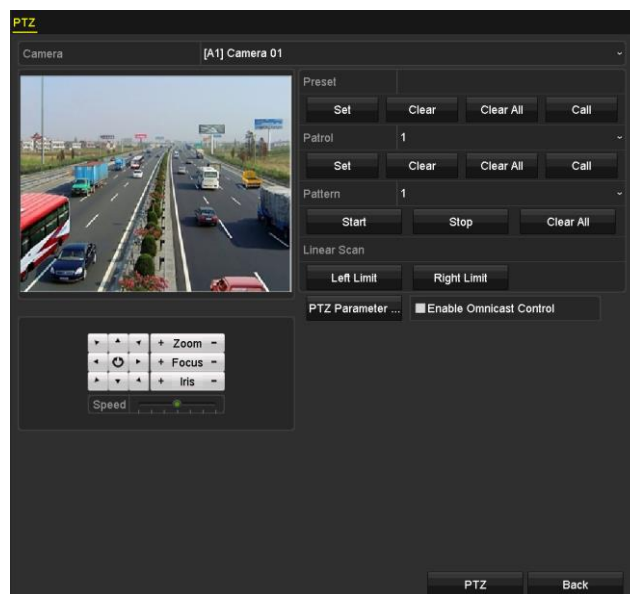 PTZ
Camera [A1] Camera 01
Preset
Set Clear Clear All Call
Patrol 1
Set Clear Clear All Call
Pattern 1
Start Stop Clear All
Linear Scan
Left Limit Right Limit
PTZ Parameter ... Enable Omnicast Control
+ Zoom -
+ Focus -
+ Iris -
Speed
PTZ Back